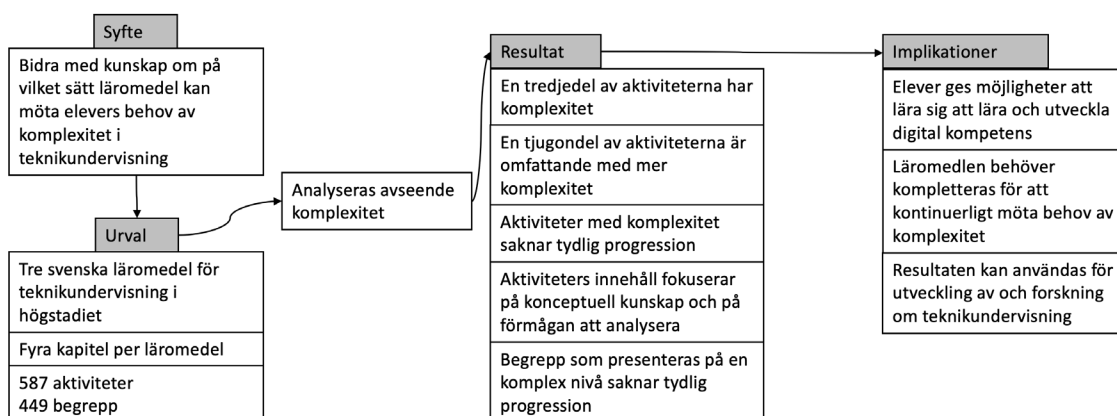 Syfte
Bidra med kunskap om på
vilket sätt läromedel kan
möta elevers behov av
komplexitet i
teknikundervisning
Urval
Tre svenska läromedel för
teknikundervisning i
högstadiet
Fyra kapitel per läromedel
587 aktiviteter
449 begrepp
Analyseras avseende
komplexitet
Resultat
En tredjedel av aktiviteterna har
komplexitet
En tjugondel av aktiviteterna är
omfattande med mer
komplexitet
Aktiviteter med komplexitet
saknar tydlig progression
Aktiviteters innehåll fokuserar
på konceptuell kunskap och på
förmågan att analysera
Begrepp som presenteras på en
komplex nivå saknar tydlig
progression
Implikationer
Elever ges möjligheter att
lära sig att lära och utveckla
digital kompetens
Läromedlen behöver
kompletteras för att
kontinuerligt möta behov av
komplexitet
Resultaten kan användas för
utveckling av och forskning
om teknikundervisning